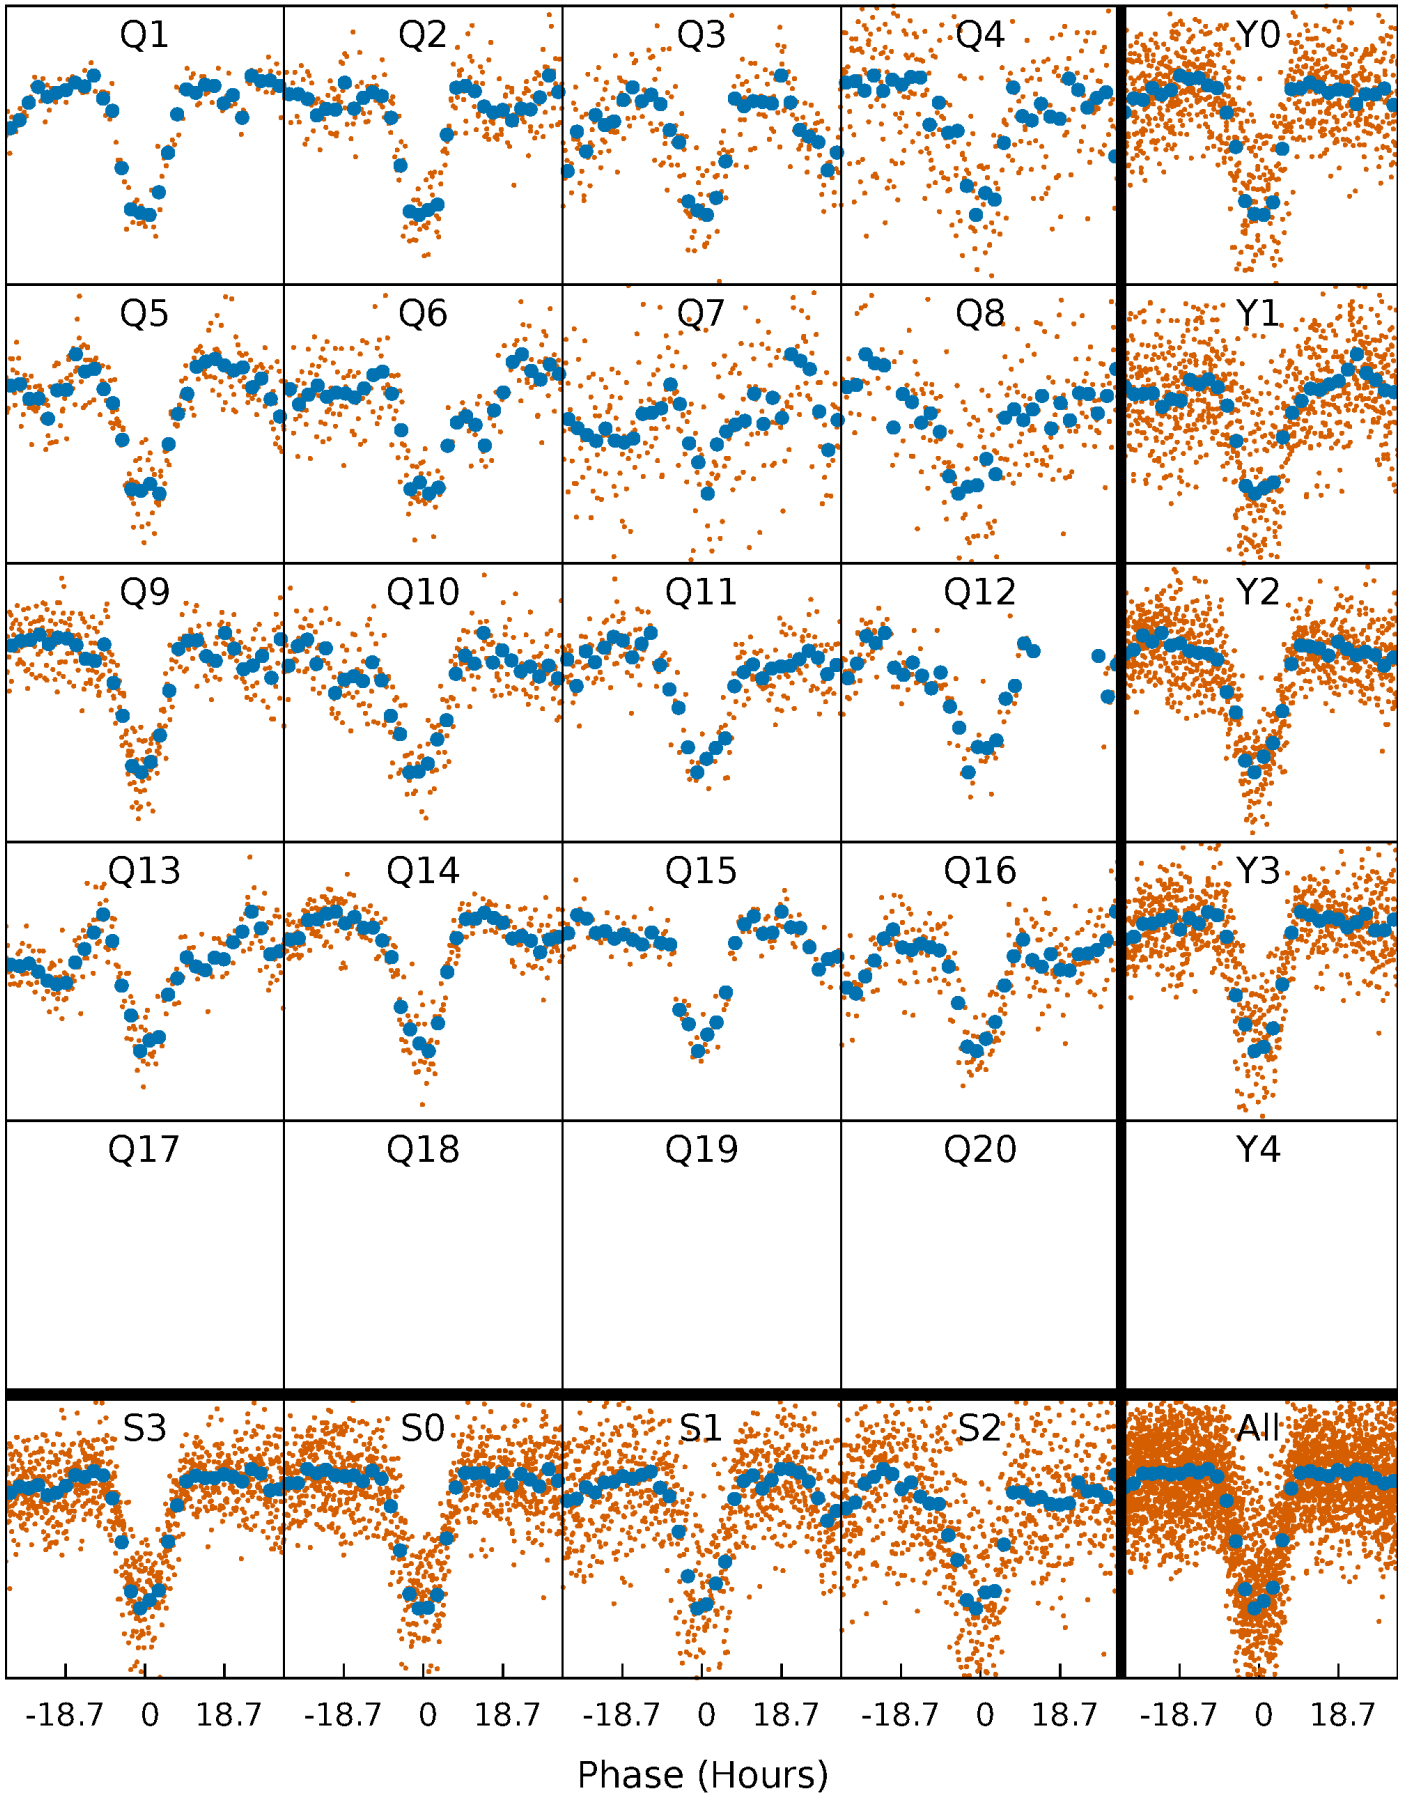 Q1 Q2 Q3 Q4 Y0
Q5 Q6 Q7 Q8 Y1
Q9 Q10 Q11 Q12 Y2
Q13 Q14 Q15 Q16 Y3
Q17 Q18 Q19 Q20 Y4
S3 S0 S1 S2 All
-18.7 0 18.7 -18.7 0 18.7 -18.7 0 18.7 -18.7 0 18.7 -18.7 0 18.7
Phase (Hours)